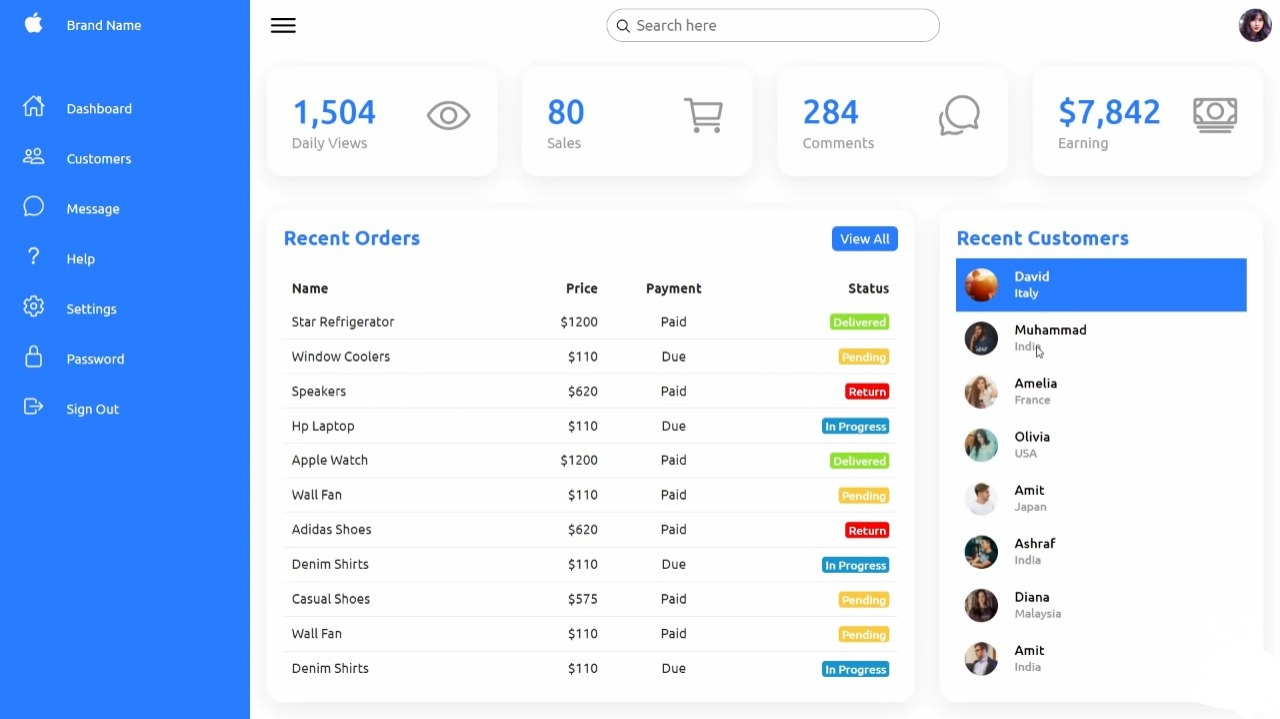 Brand Name
Search here
Dashboard
Customers
Message
Help
Settings
Password
Sign Out
1,504
Daily Views
80
Sales
284
Comments
$7,842
Earning
Recent Orders
View All
Name Price Payment Status
Star Refrigerator $1200 Paid Delivered
Window Coolers $110 Due Pending
Speakers $620 Paid Return
Hp Laptop $110 Due In Progress
Apple Watch $1200 Paid Delivered
Wall Fan $110 Paid Pending
Adidas Shoes $620 Paid Return
Denim Shirts $110 Due In Progress
Casual Shoes $575 Paid Pending
Wall Fan $110 Paid Pending
Denim Shirts $110 Due In Progress
Recent Customers
David
Italy
Muhammad
India
Amelia
France
Olivia
USA
Amit
Japan
Ashraf
India
Diana
Malaysia
Amit
India